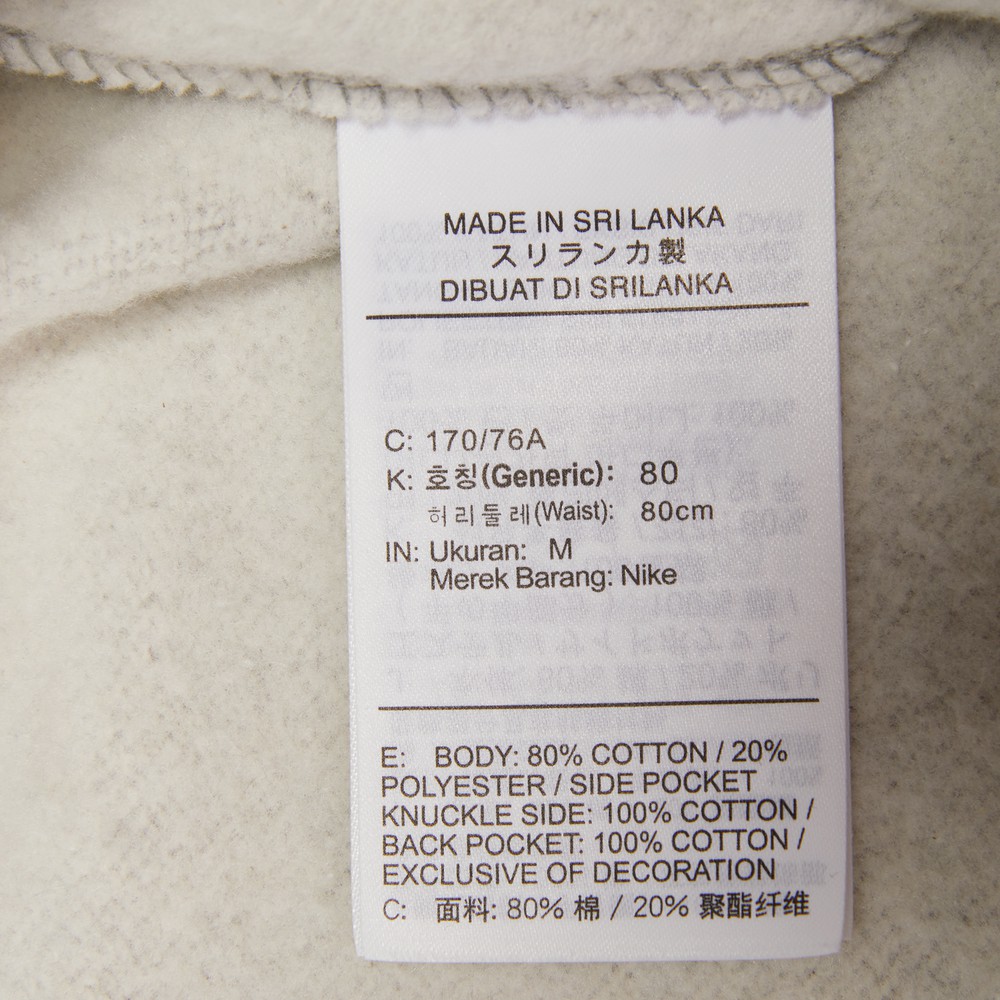 MADE IN SRI LANKA
スリランカ製
DIBUAT DI SRILANKA
C: 170/76A
K: 호칭(Generic): 80
허리둘레(Waist): 80cm
IN: Ukuran: M
Merek Barang: Nike
E: BODY: 80% COTTON / 20%
POLYESTER / SIDE POCKET
KNUCKLE SIDE: 100% COTTON /
BACK POCKET: 100% COTTON /
EXCLUSIVE OF DECORATION
C: 面料: 80% 棉 / 20% 聚酯纤维